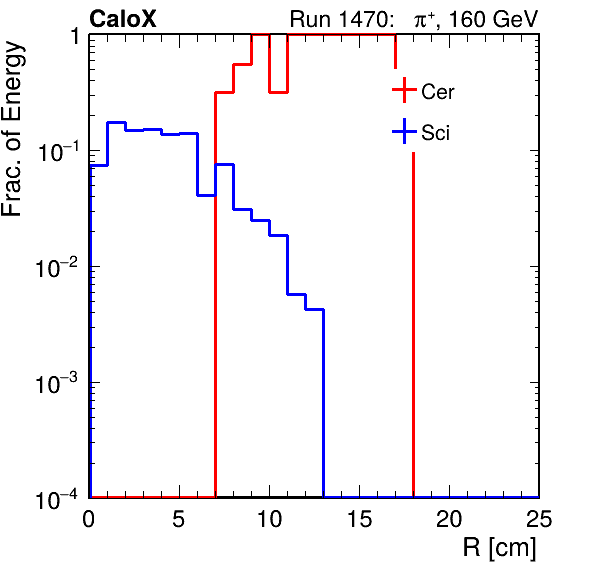 CaloX Run 1470: π⁺, 160 GeV
Frac. of Energy
1
10⁻¹
10⁻²
10⁻³
10⁻⁴
Cer
Sci
0 5 10 15 20 25
R [cm]